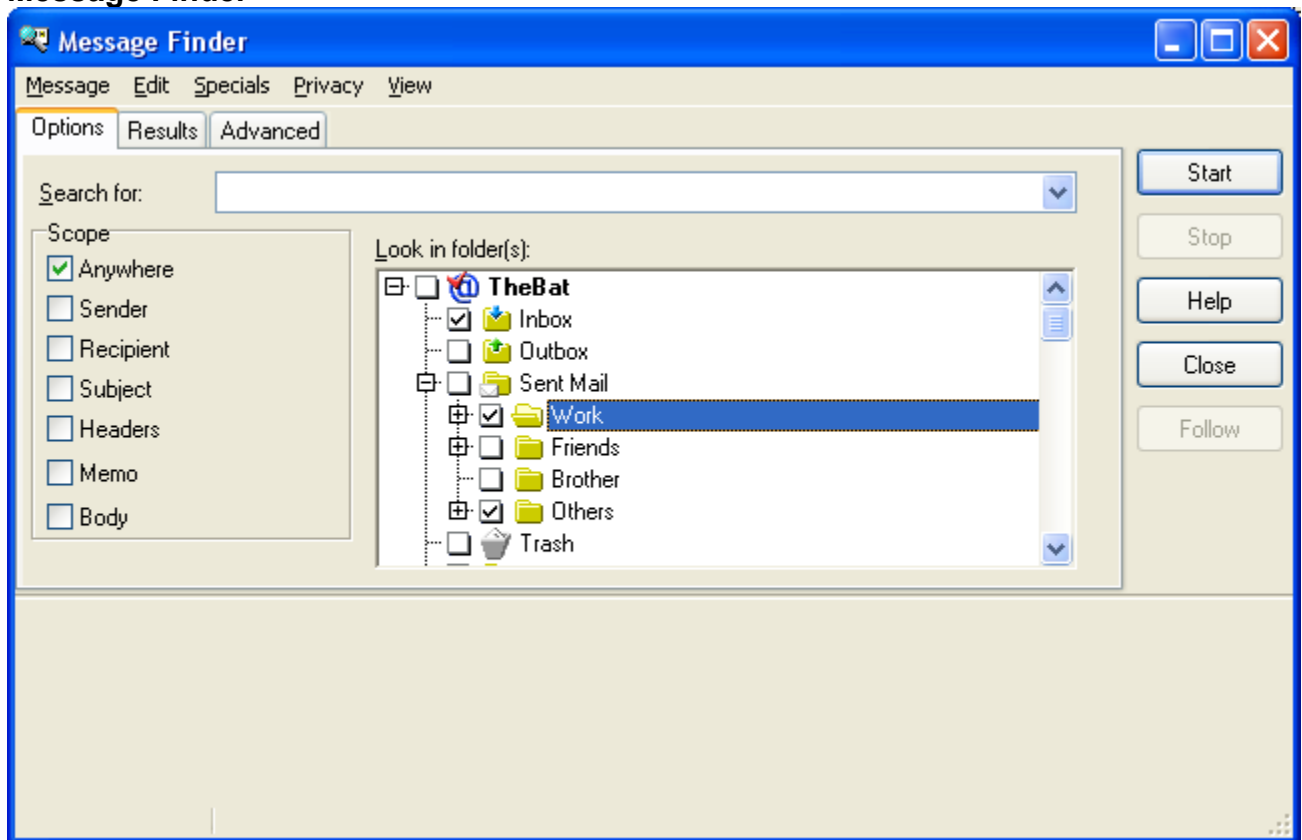 Message Finder
Message Finder
Message Edit Specials Privacy View
Options Results Advanced
Search for:
Start
Stop
Help
Close
Follow
Scope
Anywhere
Sender
Recipient
Subject
Headers
Memo
Body
Look in folder(s):
TheBat
Inbox
Outbox
Sent Mail
Work
Friends
Brother
Others
Trash